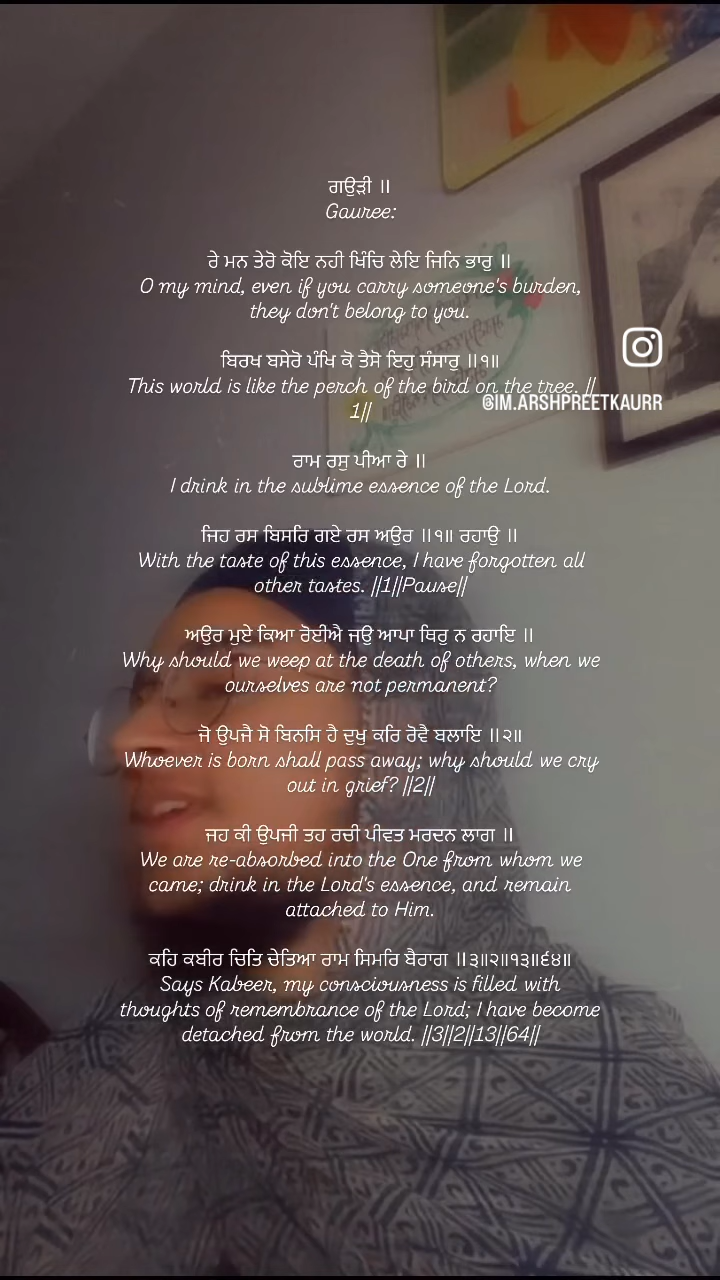 ਗਉੜੀ ॥
Gauree:
ਰੇ ਮਨ ਤੇਰੋ ਕੋਇ ਨਹੀ ਖਿੰਚਿ ਲੇਇ ਜਿਨਿ ਭਾਰੁ ॥
O my mind, even if you carry someone's burden,
they don't belong to you.
ਬਿਰਖ ਬਸੇਰੋ ਪੰਖਿ ਕੋ ਤੈਸੋ ਇਹੁ ਸੰਸਾਰੁ ॥੧॥
This world is like the perch of the bird on the tree. ||
1||
@IM.ARSHPREETKAURR
ਰਾਮ ਰਸੁ ਪੀਆ ਰੇ ॥
I drink in the sublime essence of the Lord.
ਜਿਹ ਰਸ ਬਿਸਰਿ ਗਏ ਰਸ ਅਉਰ ॥੧॥ ਰਹਾਉ ॥
With the taste of this essence, I have forgotten all
other tastes. ||1||Pause||
ਅਉਰ ਮੁਏ ਕਿਆ ਰੋਈਐ ਜਉ ਆਪਾ ਥਿਰੁ ਨ ਰਹਾਇ ॥
Why should we weep at the death of others, when we
ourselves are not permanent?
ਜੋ ਉਪਜੈ ਸੋ ਬਿਨਸਿ ਹੈ ਦੁਖੁ ਕਰਿ ਰੋਵੈ ਬਲਾਇ ॥੨॥
Whoever is born shall pass away; why should we cry
out in grief? ||2||
ਜਹ ਕੀ ਉਪਜੀ ਤਹ ਰਚੀ ਪੀਵਤ ਮਰਦਨ ਲਾਗ ॥
We are re-absorbed into the One from whom we
came; drink in the Lord's essence, and remain
attached to Him.
ਕਹਿ ਕਬੀਰ ਚਿਤਿ ਚੇਤਿਆ ਰਾਮ ਸਿਮਰਿ ਬੈਰਾਗ ॥੩॥੨॥੧੩॥੬੪॥
Says Kabeer, my consciousness is filled with
thoughts of remembrance of the Lord; I have become
detached from the world. ||3||2||13||64||